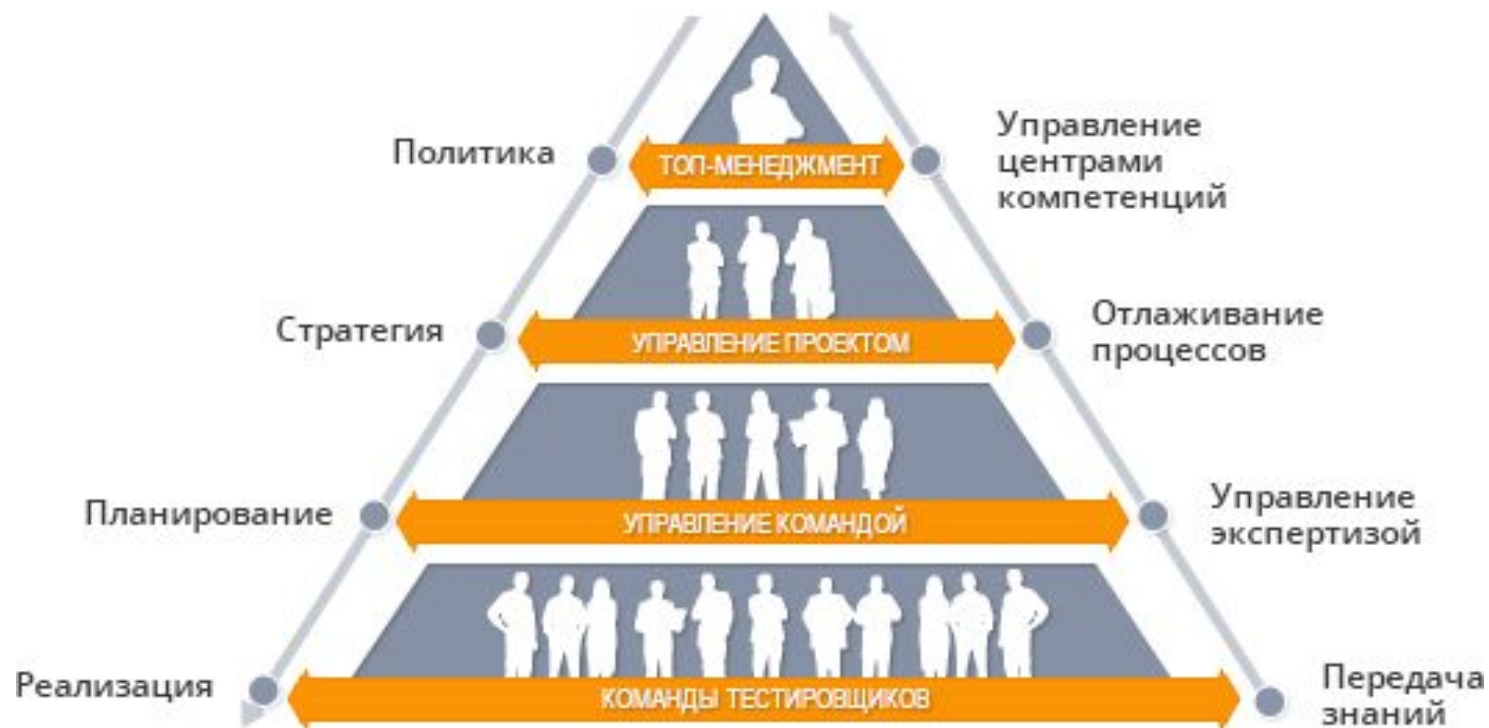 Политика
ТОП-МЕНЕДЖМЕНТ
Управление
центрами
компетенций
Стратегия
УПРАВЛЕНИЕ ПРОЕКТОМ
Отлаживание
процессов
Планирование
УПРАВЛЕНИЕ КОМАНДОЙ
Управление
экспертизой
Реализация
КОМАНДЫ ТЕСТИРОВЩИКОВ
Передача
знаний